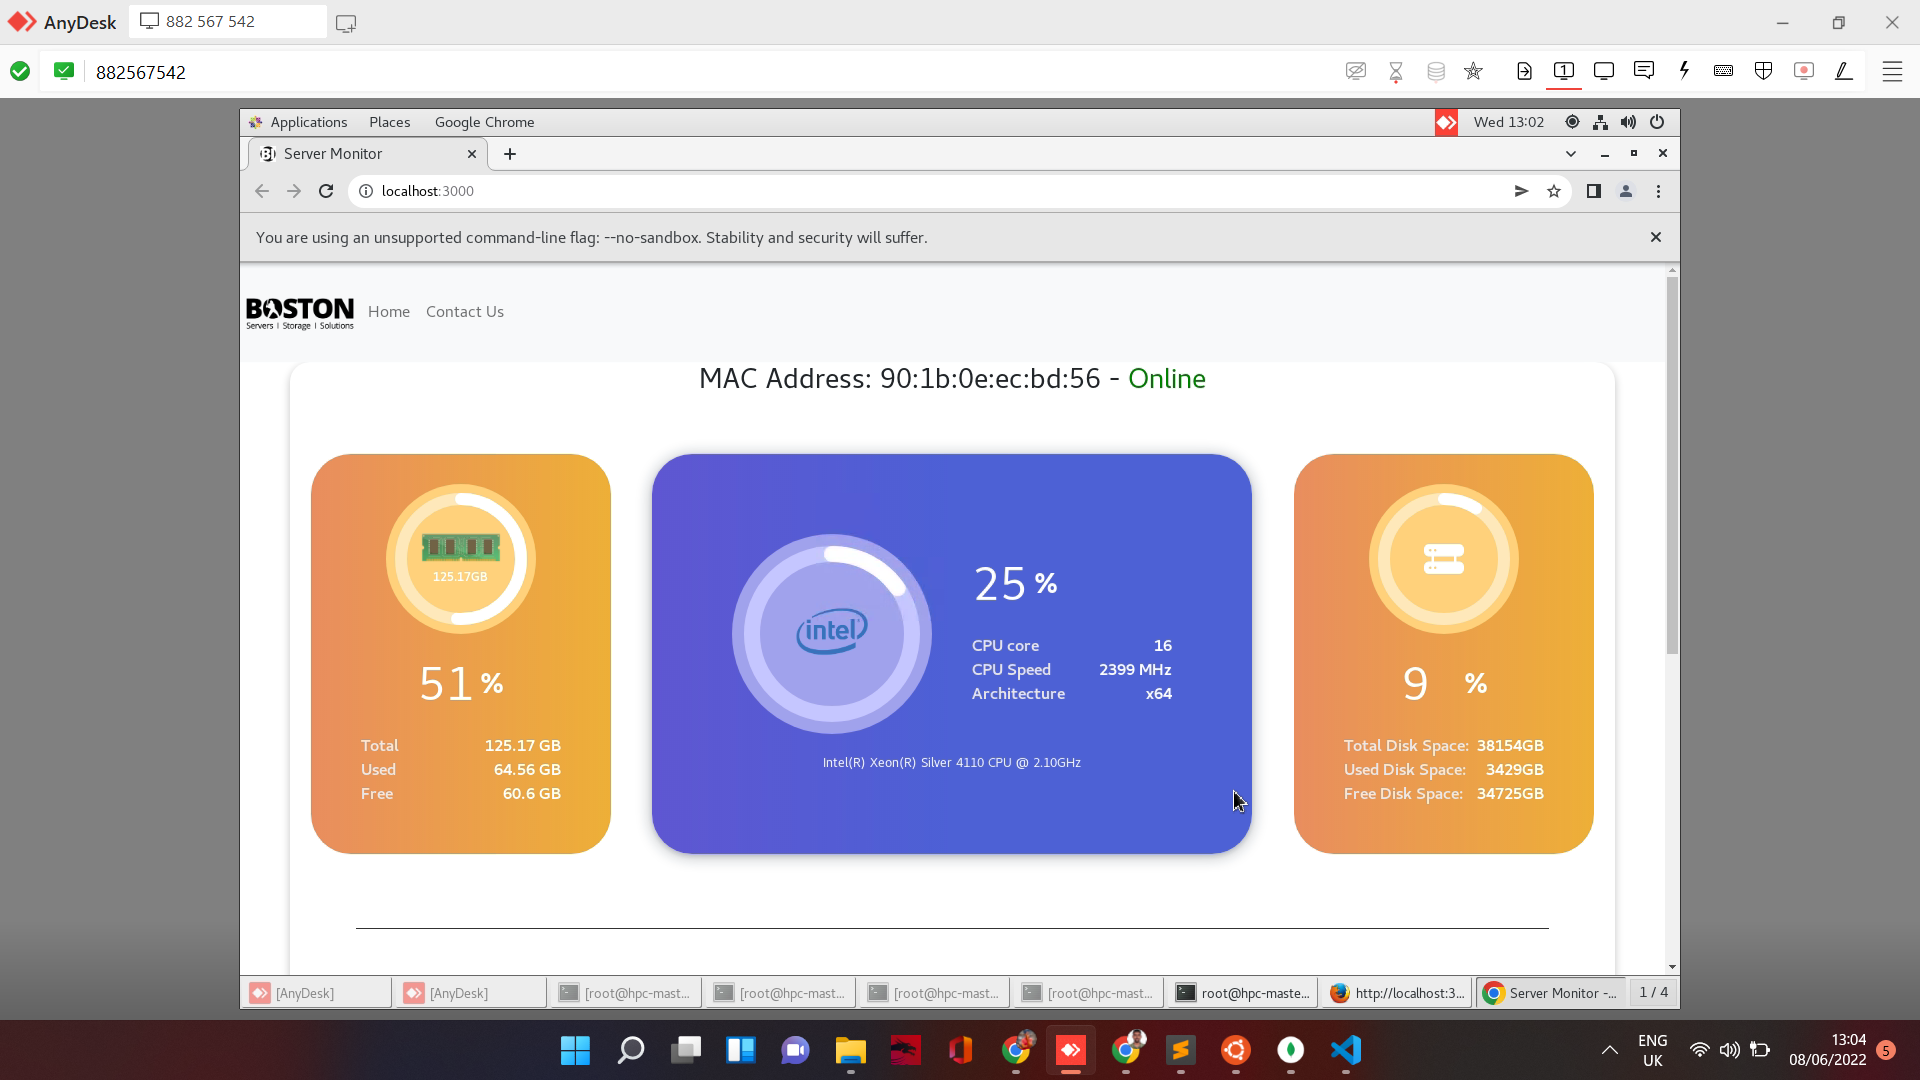 AnyDesk
882 567 542
882567542
1
Applications
Places
Google Chrome
Wed 13:02
Server Monitor
localhost:3000
You are using an unsupported command-line flag: --no-sandbox. Stability and security will suffer.
BOSTON
Servers | Storage | Solutions
Home
Contact Us
MAC Address: 90:1b:0e:ec:bd:56 - Online
125.17GB
51 %
Total 125.17 GB
Used 64.56 GB
Free 60.6 GB
intel
25 %
CPU core 16
CPU Speed 2399 MHz
Architecture x64
Intel(R) Xeon(R) Silver 4110 CPU @ 2.10GHz
9 %
Total Disk Space: 38154GB
Used Disk Space: 3429GB
Free Disk Space: 34725GB
[AnyDesk]
[AnyDesk]
[root@hpc-mast...
[root@hpc-mast...
[root@hpc-mast...
[root@hpc-mast...
root@hpc-maste...
http://localhost:3...
Server Monitor -...
1 / 4
ENG
UK
13:04
08/06/2022
5